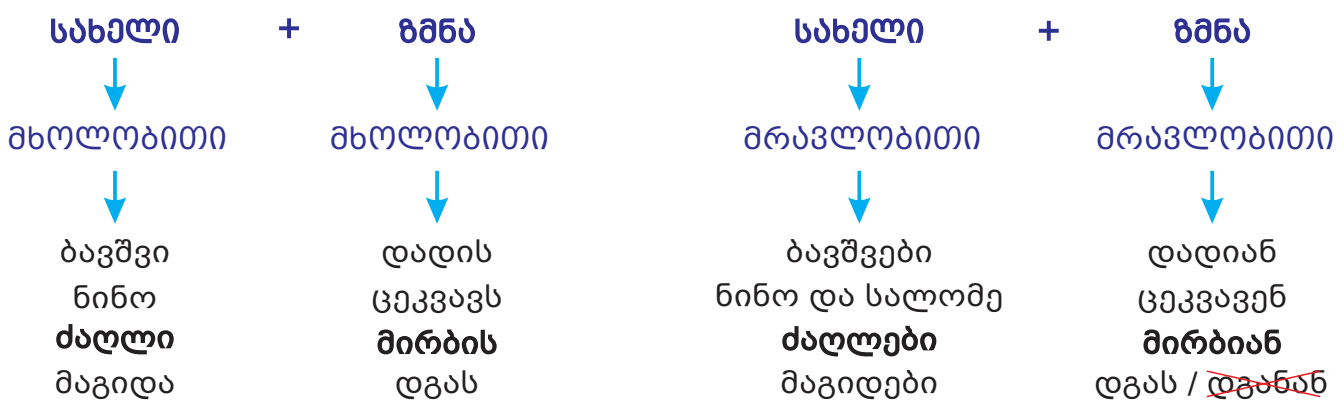 სახელი + ზმნა სახელი + ზმნა
მხოლობითი მხოლობითი მრავლობითი მრავლობითი
ბავშვი დადის ბავშვები დადიან
ნინო ცეკვავს ნინო და სალომე ცეკვავენ
ძაღლი მირბის ძაღლები მირბიან
მაგიდა დგას მაგიდები დგას / დგანან